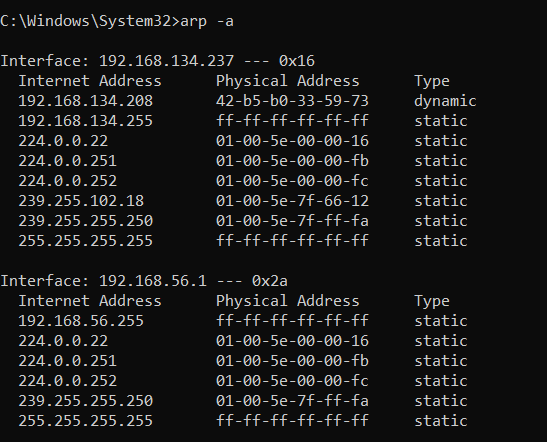 C:\Windows\System32>arp -a
Interface: 192.168.134.237 --- 0x16
  Internet Address      Physical Address      Type
  192.168.134.208       42-b5-b0-33-59-73     dynamic
  192.168.134.255       ff-ff-ff-ff-ff-ff     static
  224.0.0.22            01-00-5e-00-00-16     static
  224.0.0.251           01-00-5e-00-00-fb     static
  224.0.0.252           01-00-5e-00-00-fc     static
  239.255.102.18        01-00-5e-7f-66-12     static
  239.255.255.250       01-00-5e-7f-ff-fa     static
  255.255.255.255       ff-ff-ff-ff-ff-ff     static
Interface: 192.168.56.1 --- 0x2a
  Internet Address      Physical Address      Type
  192.168.56.255        ff-ff-ff-ff-ff-ff     static
  224.0.0.22            01-00-5e-00-00-16     static
  224.0.0.251           01-00-5e-00-00-fb     static
  224.0.0.252           01-00-5e-00-00-fc     static
  239.255.255.250       01-00-5e-7f-ff-fa     static
  255.255.255.255       ff-ff-ff-ff-ff-ff     static